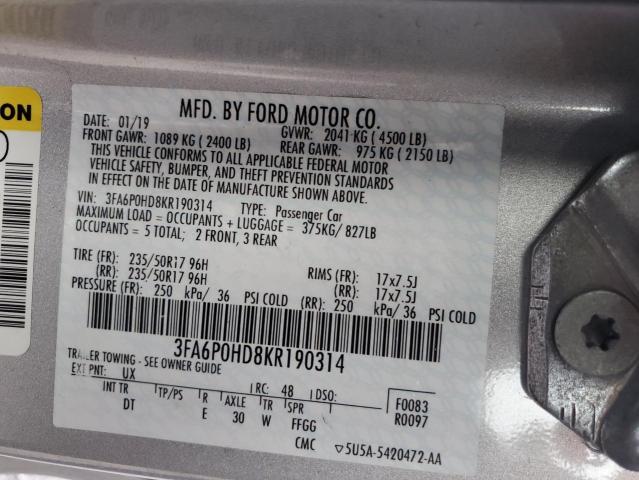 ON
MFD. BY FORD MOTOR CO.
DATE: 01/19 GVWR: 2041 KG (4500 LB)
FRONT GAWR: 1089 KG (2400 LB) REAR GAWR: 975 KG (2150 LB)
THIS VEHICLE CONFORMS TO ALL APPLICABLE FEDERAL MOTOR
VEHICLE SAFETY, BUMPER, AND THEFT PREVENTION STANDARDS
IN EFFECT ON THE DATE OF MANUFACTURE SHOWN ABOVE.
VIN: 3FA6P0HD8KR190314 TYPE: Passenger Car
MAXIMUM LOAD = OCCUPANTS + LUGGAGE = 375KG/827LB
OCCUPANTS = 5 TOTAL; 2 FRONT, 3 REAR
TIRE (FR): 235/50R17 96H RIMS (FR): 17x7.5J
(RR): 235/50R17 96H (RR): 17x7.5J
PRESSURE (FR): 250 kPa/ 36 PSI COLD (RR): 250 kPa/ 36 PSI COLD
3FA6P0HD8KR190314
TRAILER TOWING - SEE OWNER GUIDE
EXT PNT: UX RC: 48 DSO: F0083
INT TR TP/PS R AXLE TR SPR R0097
DT E 30 W FFGG
CMC ▽5U5A-5420472-AA